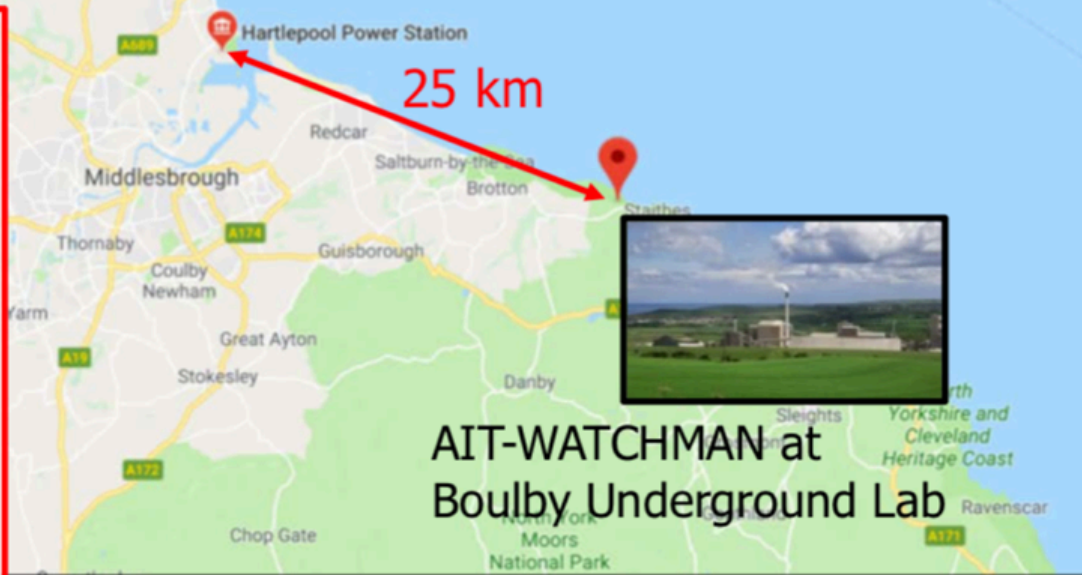 Hartlepool Power Station
A689
25 km
Redcar
Saltburn-by-the-Sea
Middlesbrough
Brotton
Staithes
A174
Thornaby
Guisborough
Coulby
Newham
Yarm
Great Ayton
A19
Stokesley
Danby
Sleights
Yorkshire and
Cleveland
Heritage Coast
AIT-WATCHMAN at
Boulby Underground Lab
A172
Ravenscar
North York
Moors
National Park
Chop Gate
A171